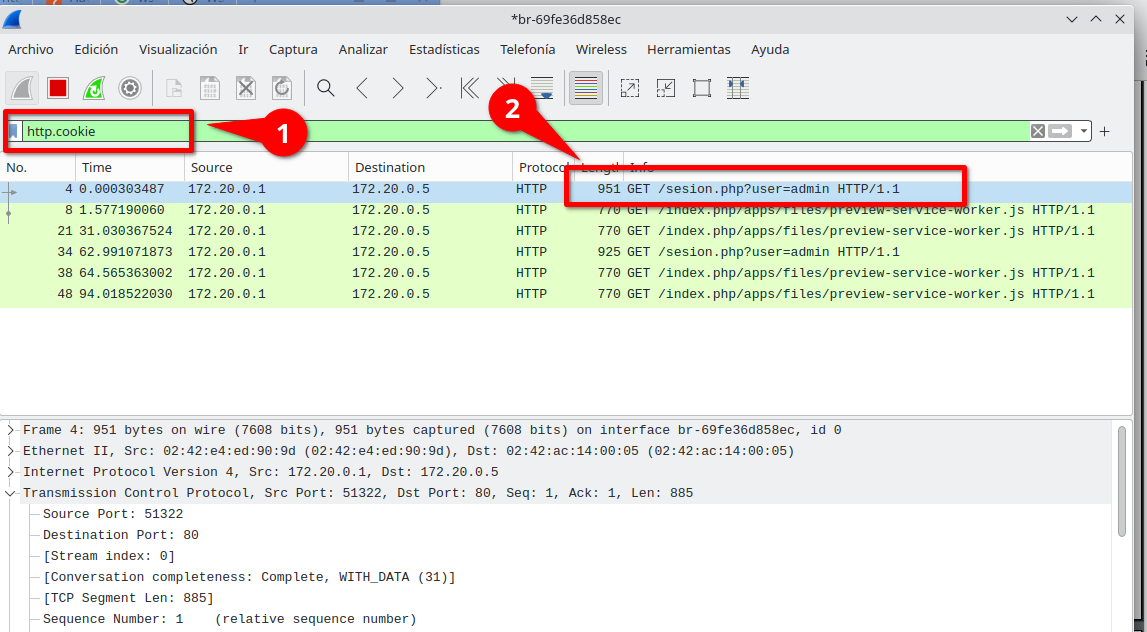 *br-69fe36d858ec
Archivo Edición Visualización Ir Captura Analizar Estadísticas Telefonía Wireless Herramientas Ayuda
2
http.cookie
1
No. Time Source Destination Protocol Length Info
4 0.000303487 172.20.0.1 172.20.0.5 HTTP 951 GET /sesion.php?user=admin HTTP/1.1
8 1.577190060 172.20.0.1 172.20.0.5 HTTP 770 GET /index.php/apps/files/preview-service-worker.js HTTP/1.1
21 31.030367524 172.20.0.1 172.20.0.5 HTTP 770 GET /index.php/apps/files/preview-service-worker.js HTTP/1.1
34 62.991071873 172.20.0.1 172.20.0.5 HTTP 925 GET /sesion.php?user=admin HTTP/1.1
38 64.565363002 172.20.0.1 172.20.0.5 HTTP 770 GET /index.php/apps/files/preview-service-worker.js HTTP/1.1
48 94.018522030 172.20.0.1 172.20.0.5 HTTP 770 GET /index.php/apps/files/preview-service-worker.js HTTP/1.1
Frame 4: 951 bytes on wire (7608 bits), 951 bytes captured (7608 bits) on interface br-69fe36d858ec, id 0
Ethernet II, Src: 02:42:e4:ed:90:9d (02:42:e4:ed:90:9d), Dst: 02:42:ac:14:00:05 (02:42:ac:14:00:05)
Internet Protocol Version 4, Src: 172.20.0.1, Dst: 172.20.0.5
Transmission Control Protocol, Src Port: 51322, Dst Port: 80, Seq: 1, Ack: 1, Len: 885
Source Port: 51322
Destination Port: 80
[Stream index: 0]
[Conversation completeness: Complete, WITH_DATA (31)]
[TCP Segment Len: 885]
Sequence Number: 1 (relative sequence number)